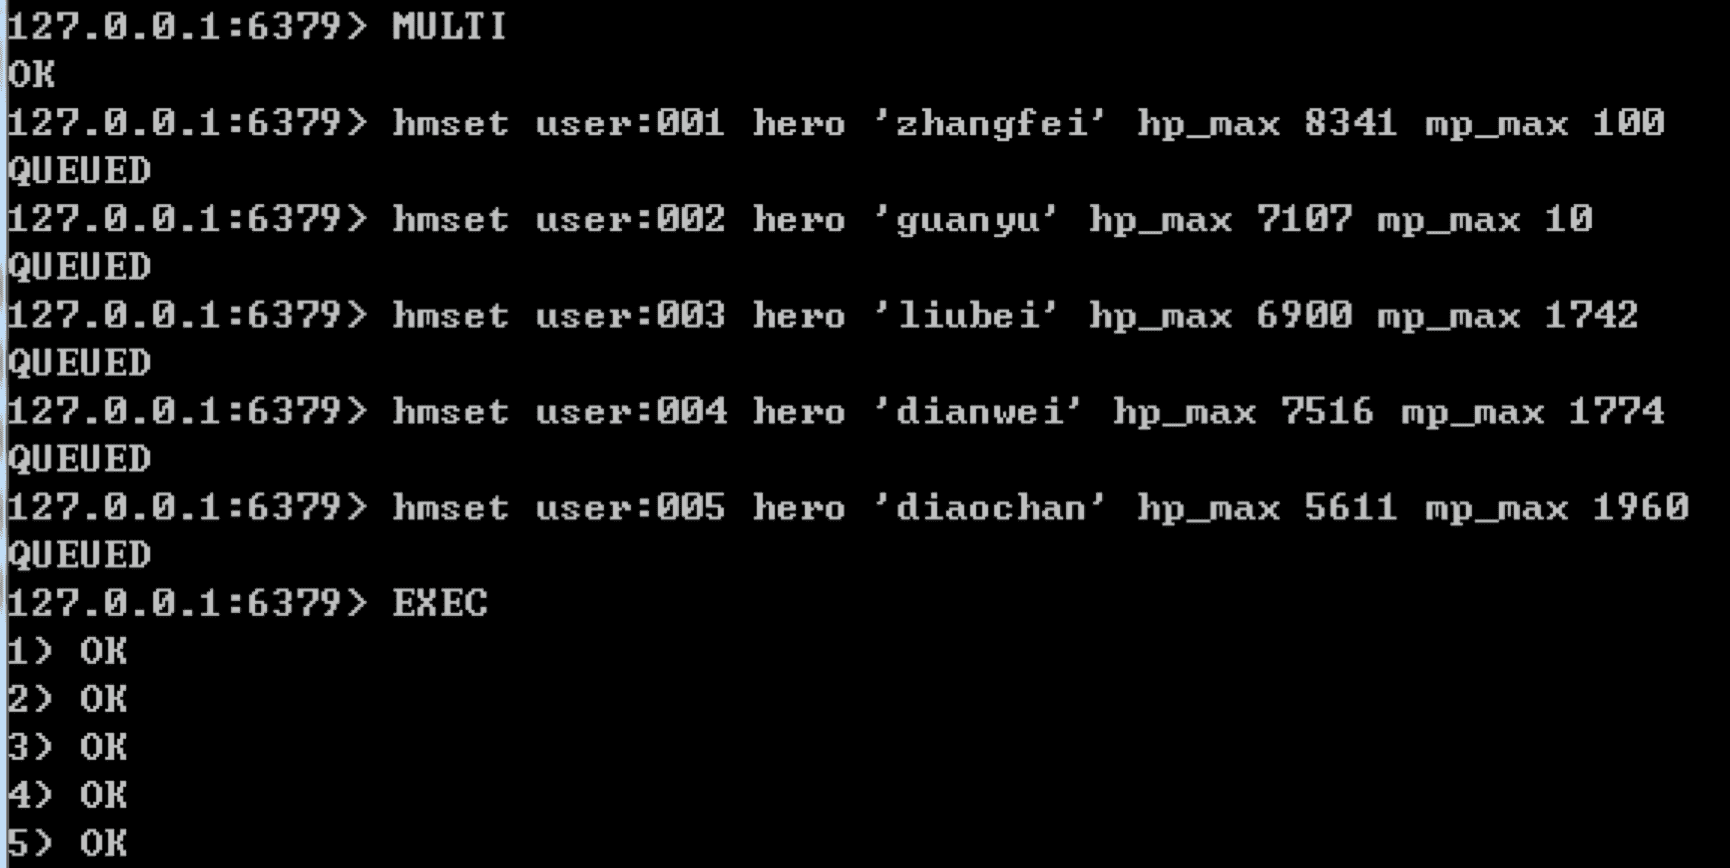 127.0.0.1:6379> MULTI
OK
127.0.0.1:6379> hmset user:001 hero 'zhangfei' hp_max 8341 mp_max 100
QUEUED
127.0.0.1:6379> hmset user:002 hero 'guanyu' hp_max 7107 mp_max 10
QUEUED
127.0.0.1:6379> hmset user:003 hero 'liubei' hp_max 6900 mp_max 1742
QUEUED
127.0.0.1:6379> hmset user:004 hero 'dianwei' hp_max 7516 mp_max 1774
QUEUED
127.0.0.1:6379> hmset user:005 hero 'diaochan' hp_max 5611 mp_max 1960
QUEUED
127.0.0.1:6379> EXEC
1) OK
2) OK
3) OK
4) OK
5) OK